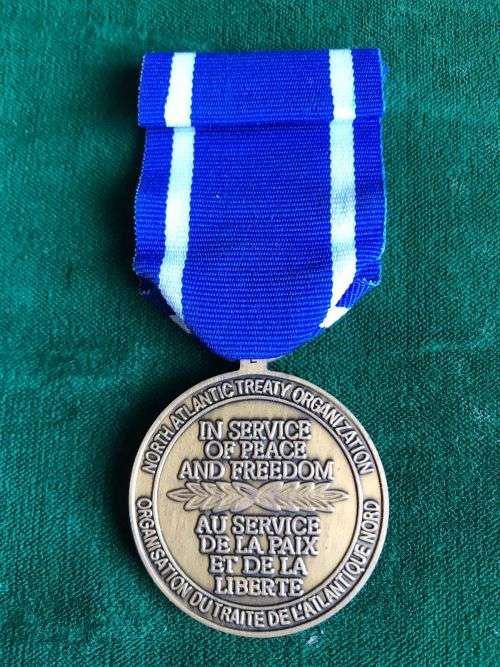 NORTH ATLANTIC TREATY ORGANIZATION
IN SERVICE
OF PEACE
AND FREEDOM
AU SERVICE
DE LA PAIX
ET DE LA
LIBERTE
ORGANISATION DU TRAITE DE L'ATLANTIQUE NORD